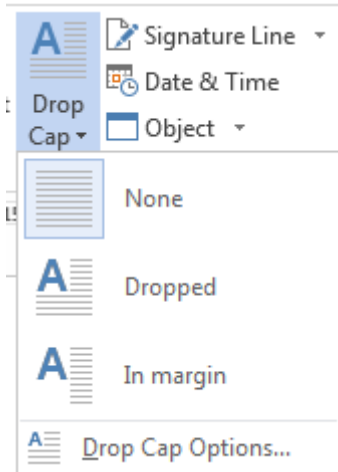 Signature Line
Date & Time
Drop
Cap
Object
None
Dropped
In margin
Drop Cap Options...